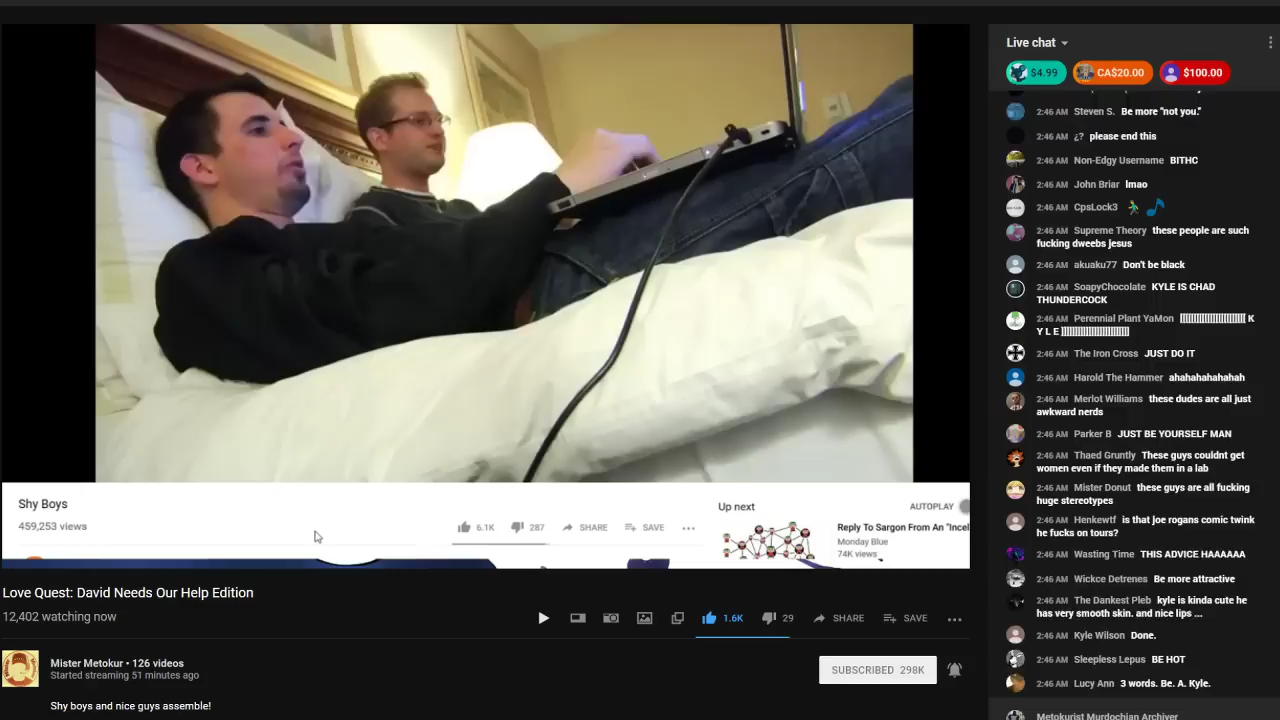 Shy Boys
459,253 views
6.1K
287
SHARE
SAVE
Up next
AUTOPLAY
Reply To Sargon From An "Incel
Monday Blue
74K views
Love Quest: David Needs Our Help Edition
12,402 watching now
1.6K
29
SHARE
SAVE
Mister Metokur • 126 videos
Started streaming 51 minutes ago
SUBSCRIBED 298K
Shy boys and nice guys assemble!
Live chat
$4.99
CA$20.00
$100.00
2:46 AM Steven S. Be more "not you."
2:46 AM ¿? please end this
2:46 AM Non-Edgy Username BITHC
2:46 AM John Briar lmao
2:46 AM CpsLock3
2:46 AM Supreme Theory these people are such
fucking dweebs jesus
2:46 AM akuaku77 Don't be black
2:46 AM SoapyChocolate KYLE IS CHAD
THUNDERCOCK
2:46 AM Perennial Plant YaMon K
Y L E
2:46 AM The Iron Cross JUST DO IT
2:46 AM Harold The Hammer ahahahahahahah
2:46 AM Merlot Williams these dudes are all just
awkward nerds
2:46 AM Parker B JUST BE YOURSELF MAN
2:46 AM Thaed Gruntly These guys couldnt get
women even if they made them in a lab
2:46 AM Mister Donut these guys are all fucking
huge stereotypes
2:46 AM Henkewtf is that joe rogans comic twink
he fucks on tours?
2:46 AM Wasting Time THIS ADVICE HAAAAAA
2:46 AM Wickce Detrenes Be more attractive
2:46 AM The Dankest Pleb kyle is kinda cute he
has very smooth skin. and nice lips ...
2:46 AM Kyle Wilson Done.
2:46 AM Sleepless Lepus BE HOT
2:46 AM Lucy Ann 3 words. Be. A. Kyle.
Metokurist Murdochian Archiver